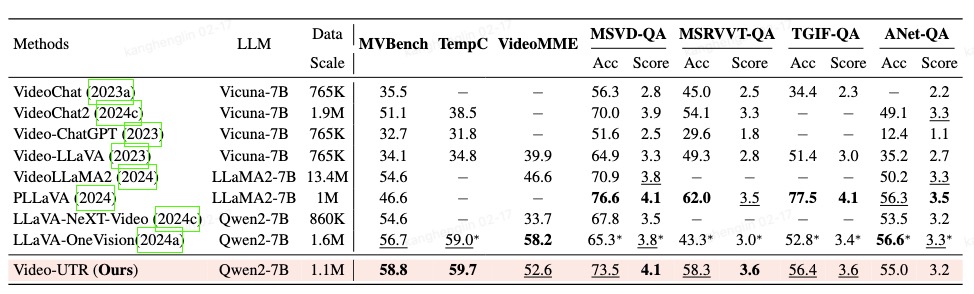 Methods LLM Data Scale MVBench TempC VideoMME MSVD-QA MSRVVT-QA TGIF-QA ANet-QA
Acc Score Acc Score Acc Score Acc Score
VideoChat (2023a) Vicuna-7B 765K 35.5 – – 56.3 2.8 45.0 2.5 34.4 2.3 – 2.2
VideoChat2 (2024c) Vicuna-7B 1.9M 51.1 38.5 – 70.0 3.9 54.1 3.3 – – 49.1 3.3
Video-ChatGPT (2023) Vicuna-7B 765K 32.7 31.8 – 51.6 2.5 29.6 1.8 – – 12.4 1.1
Video-LLaVA (2023) Vicuna-7B 765K 34.1 34.8 39.9 64.9 3.3 49.3 2.8 51.4 3.0 35.2 2.7
VideoLLaMA2 (2024) LLaMA2-7B 13.4M 54.6 – 46.6 70.9 3.8 – – – – 50.2 3.3
PLLaVA (2024) LLaMA2-7B 1M 46.6 – – 76.6 4.1 62.0 3.5 77.5 4.1 56.3 3.5
LLaVA-NeXT-Video (2024c) Qwen2-7B 860K 54.6 – 33.7 67.8 3.5 – – – – 53.5 3.2
LLaVA-OneVision(2024a) Qwen2-7B 1.6M 56.7 59.0* 58.2 65.3* 3.8* 43.3* 3.0* 52.8* 3.4* 56.6* 3.3*
Video-UTR (Ours) Qwen2-7B 1.1M 58.8 59.7 52.6 73.5 4.1 58.3 3.6 56.4 3.6 55.0 3.2